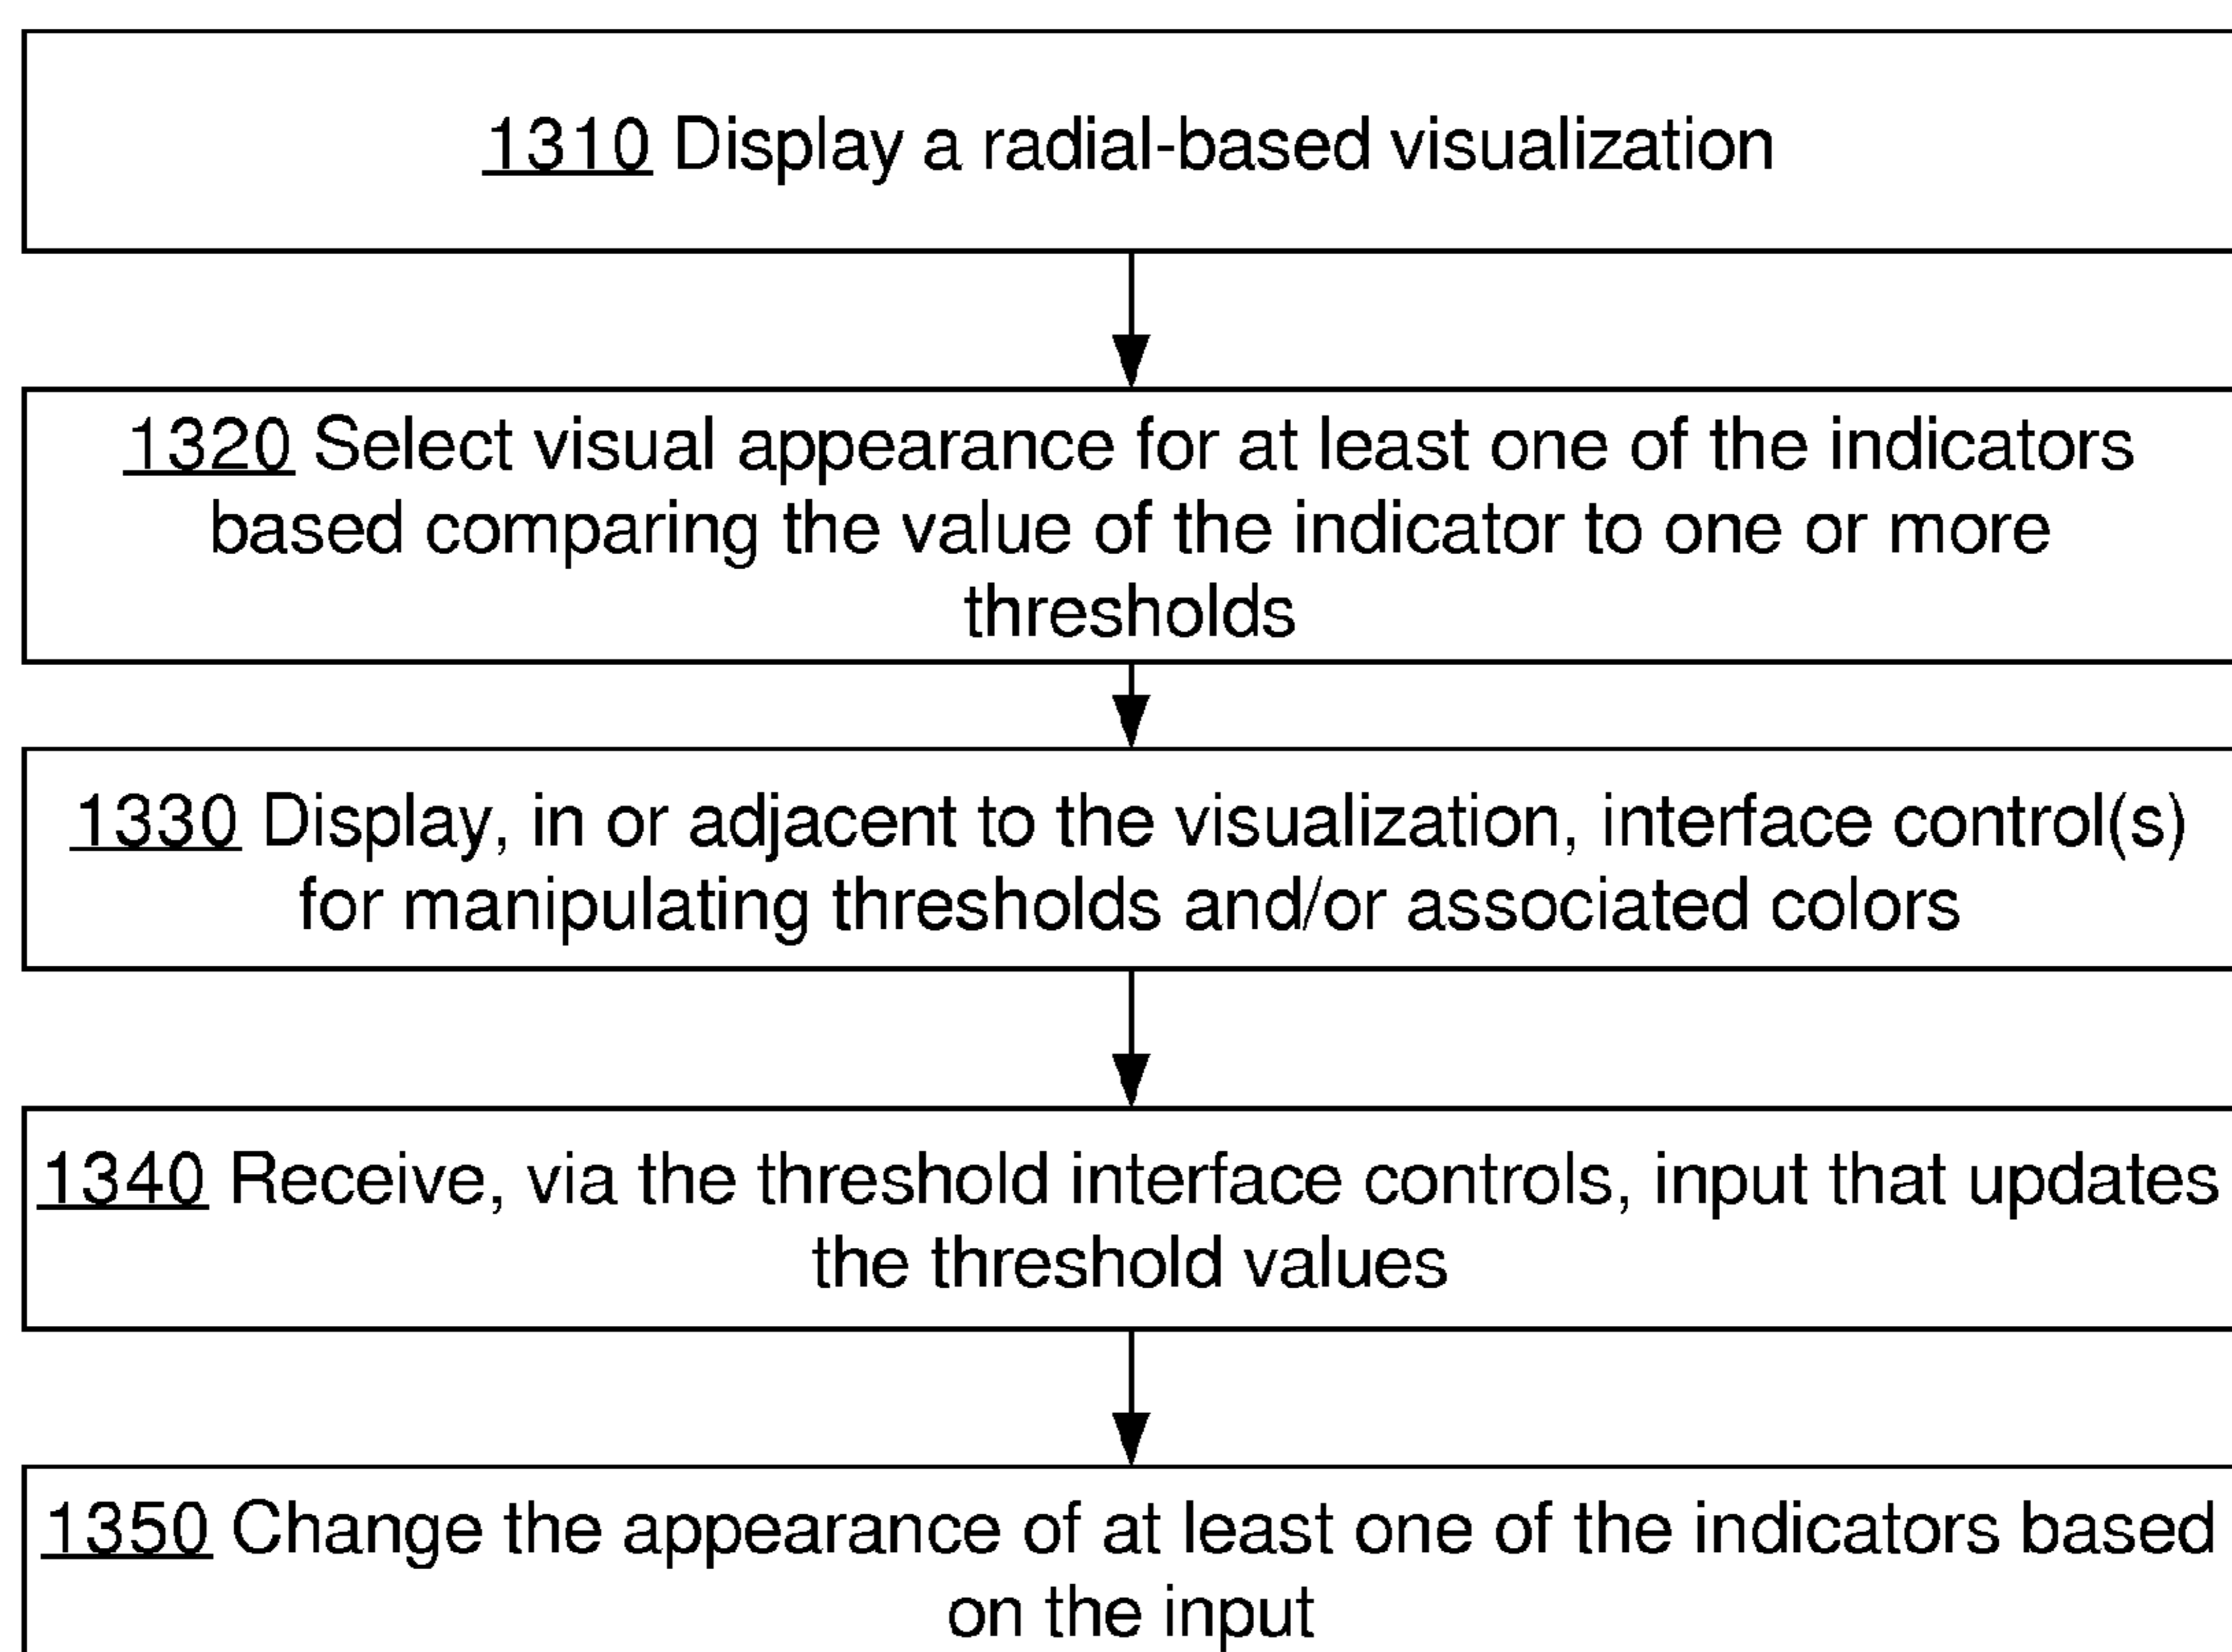 1310 Display a radial-based visualization
1320 Select visual appearance for at least one of the indicators
based comparing the value of the indicator to one or more
thresholds
1330 Display, in or adjacent to the visualization, interface control(s)
for manipulating thresholds and/or associated colors
1340 Receive, via the threshold interface controls, input that updates
the threshold values
1350 Change the appearance of at least one of the indicators based
on the input